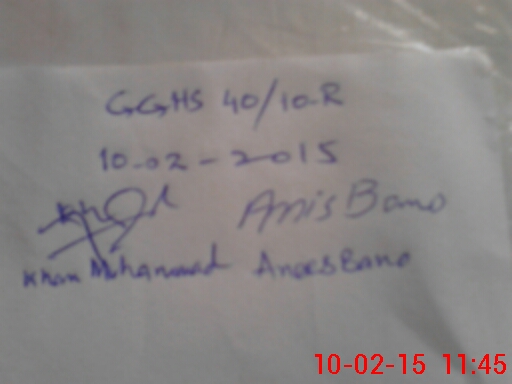 GGHS 40/10-R
10-02-2015
Anis Bano
Khan Mohammad Anees Bano
10-02-15 11:45